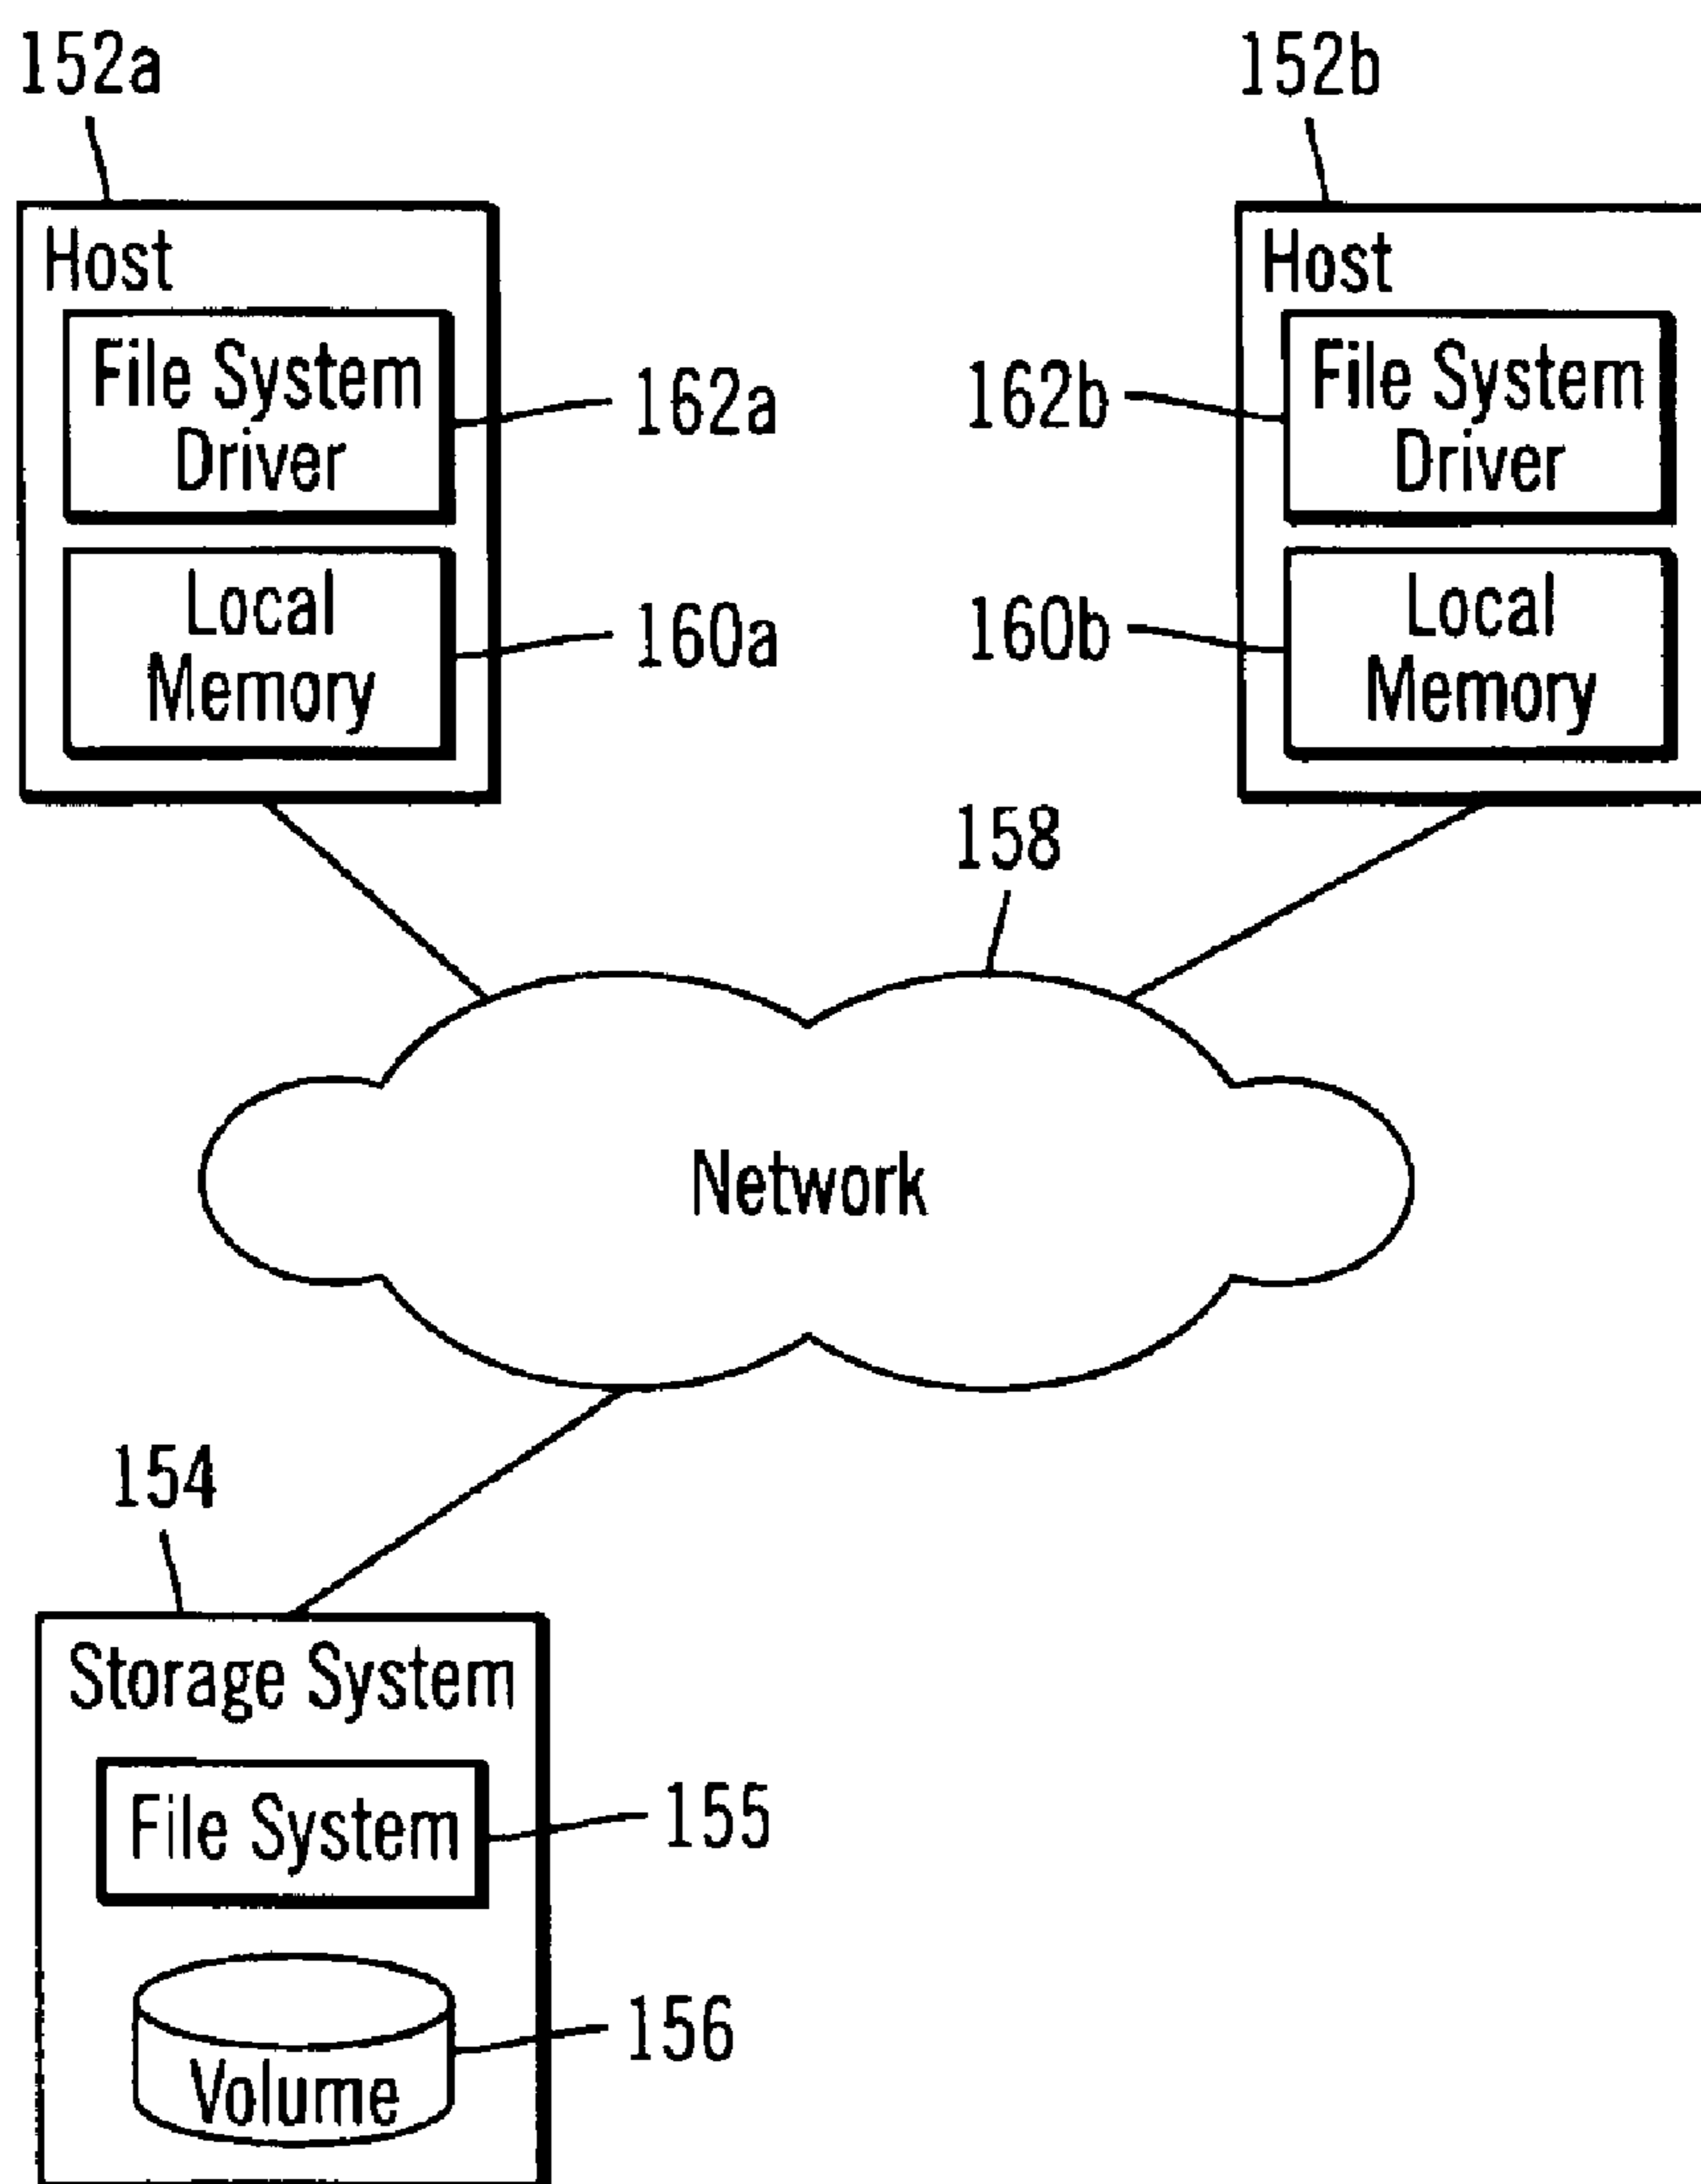 152a
152b
Host
Host
File System
Driver
162a
162b
File System
Driver
Local
Memory
160a
160b
Local
Memory
158
Network
154
Storage System
File System
155
Volume
156